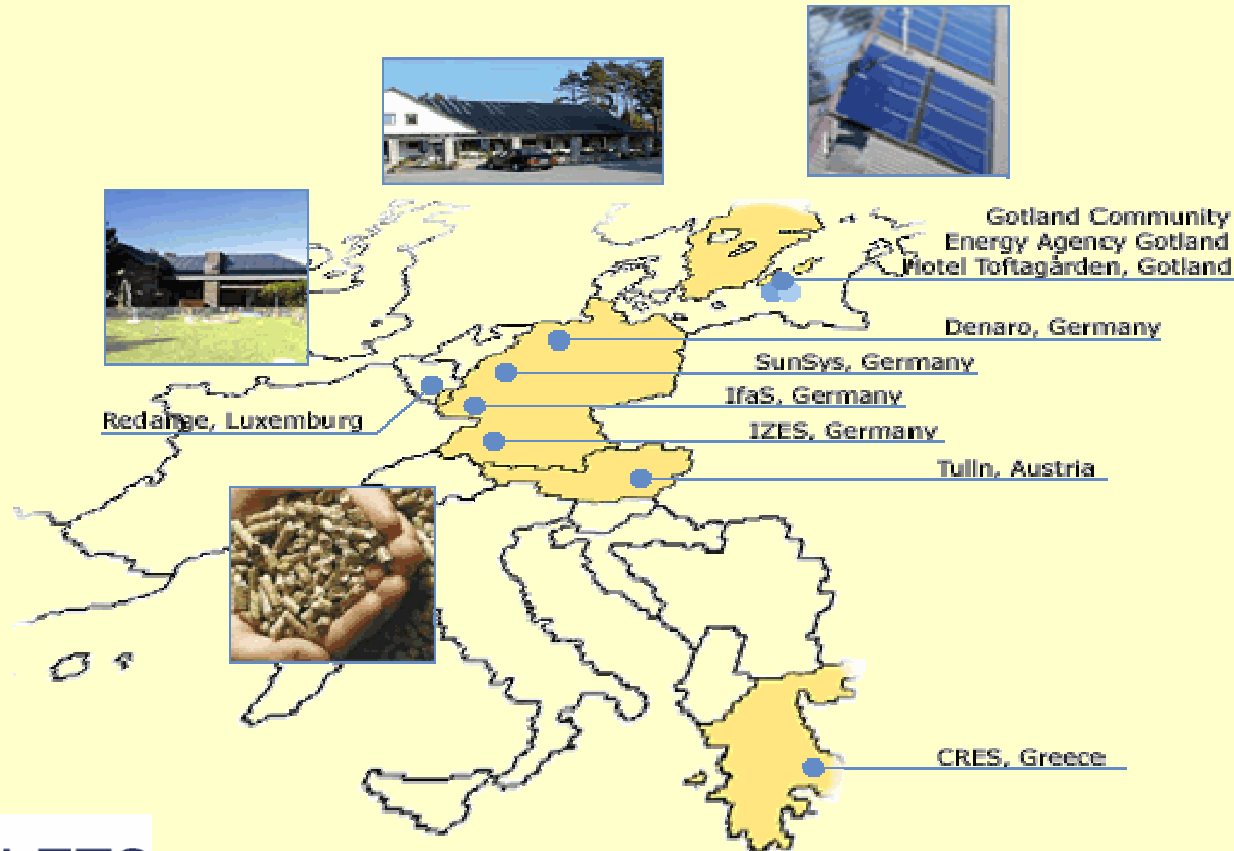 Gotland Community
Energy Agency Gotland
Hotel Toftagården, Gotland
Denaro, Germany
SunSys, Germany
IfaS, Germany
Redange, Luxemburg
IZES, Germany
Tulln, Austria
CRES, Greece